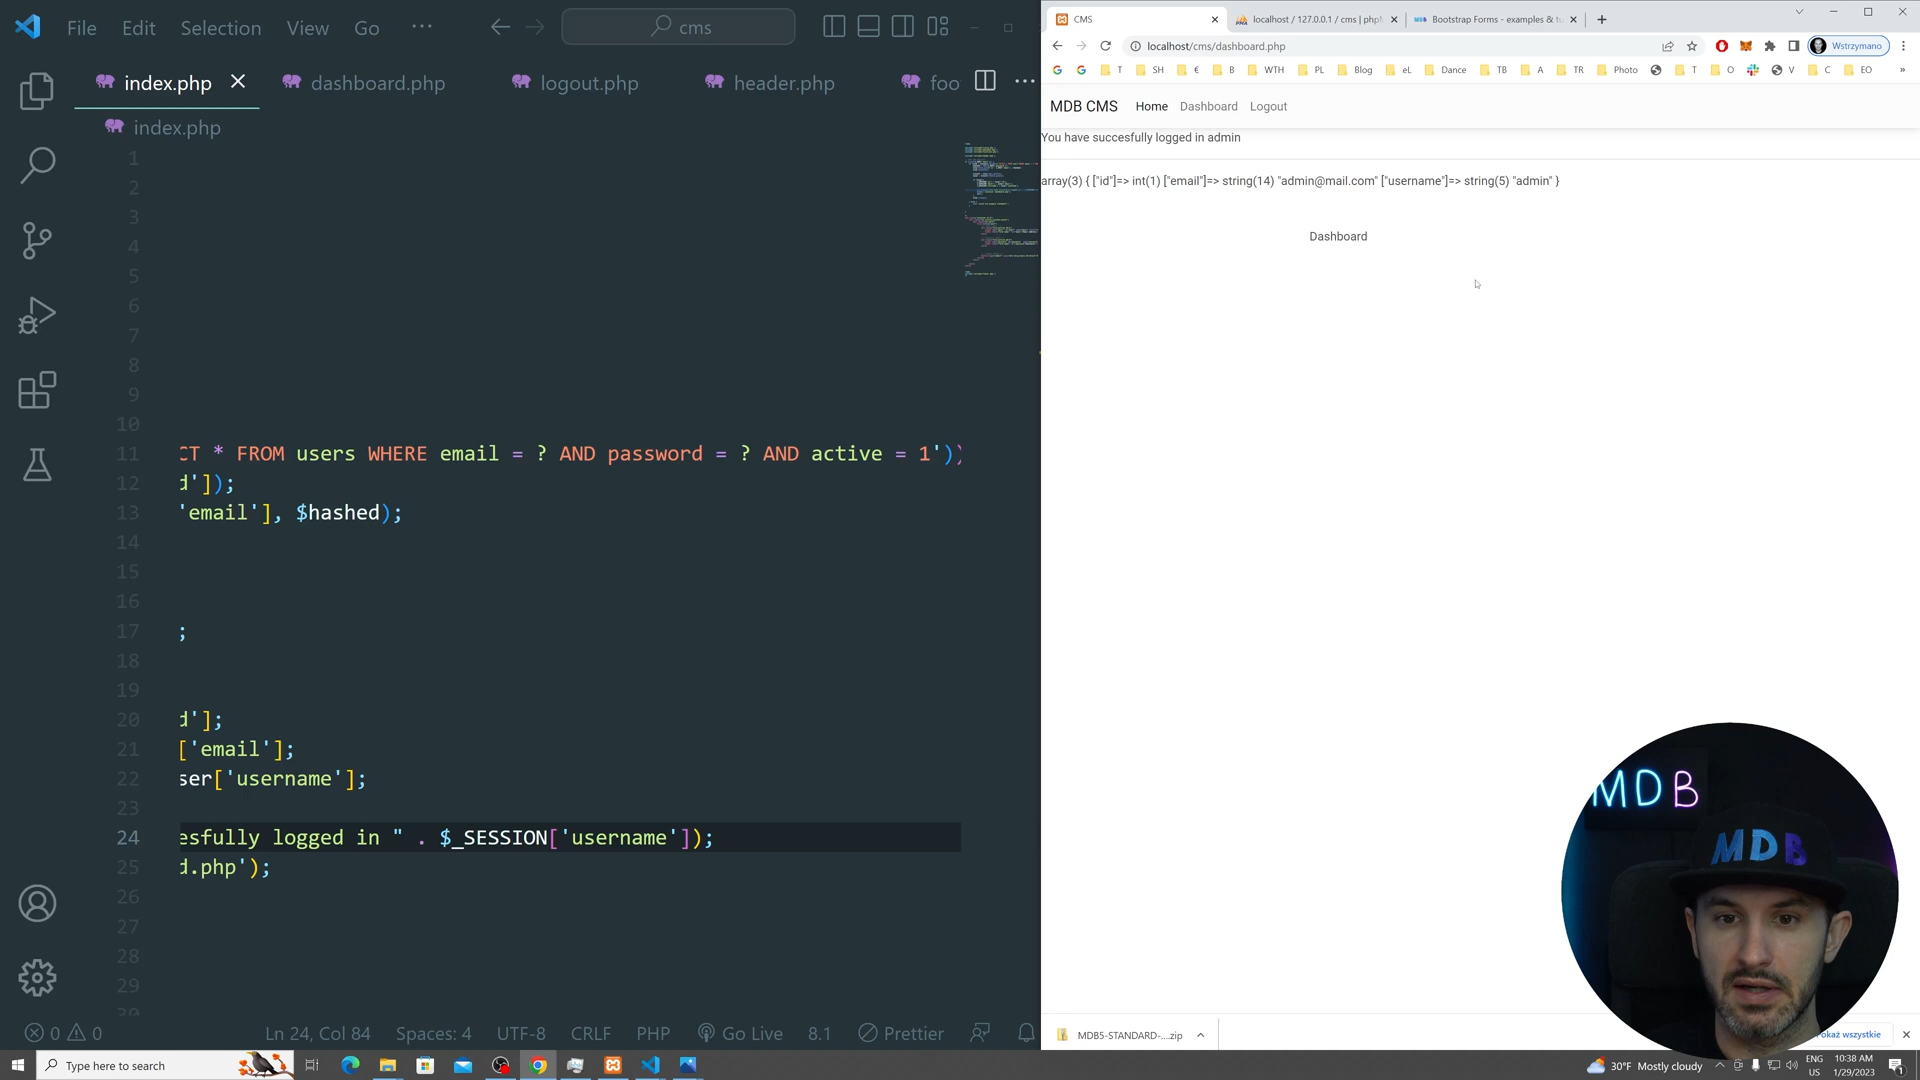 File Edit Selection View Go ··· cms
index.php dashboard.php logout.php header.php foo ···
index.php
1
2
3
4
5
6
7
8
9
10
11 CT * FROM users WHERE email = ? AND password = ? AND active = 1'))
12 d']);
13 'email'], $hashed);
14
15
16
17 ;
18
19
20 d'];
21 ['email'];
22 ser['username'];
23
24 esfully logged in " . $_SESSION['username']);
25 d.php');
26
27
28
29
30
0 0 Ln 24, Col 84 Spaces: 4 UTF-8 CRLF PHP Go Live 8.1 Prettier
CMS localhost / 127.0.0.1 / cms | phpM Bootstrap Forms - examples & tu
localhost/cms/dashboard.php Wstrzymano
T SH € B WTH PL Blog eL Dance TB A TR Photo T O V C EO »
MDB CMS Home Dashboard Logout
You have succesfully logged in admin
array(3) { ["id"]=> int(1) ["email"]=> string(14) "admin@mail.com" ["username"]=> string(5) "admin" }
Dashboard
MDB
MDB
MDB5-STANDARD-....zip
okaż wszystkie
Type here to search
30°F Mostly cloudy
ENG
US
10:38 AM
1/29/2023
1